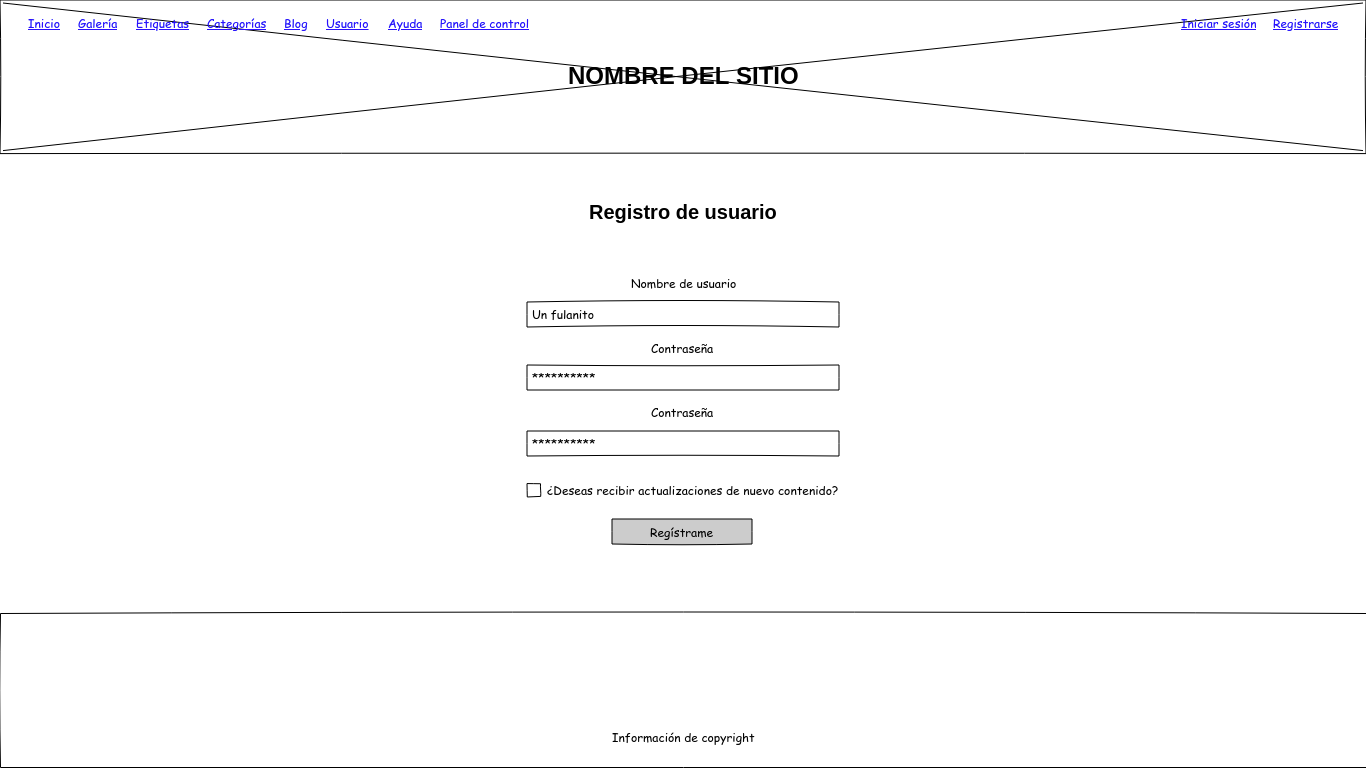 Inicio Galería Etiquetas Categorías Blog Usuario Ayuda Panel de control Iniciar sesión Registrarse
NOMBRE DEL SITIO
Registro de usuario
Nombre de usuario
Un fulanito
Contraseña
**********
Contraseña
**********
¿Deseas recibir actualizaciones de nuevo contenido?
Regístrame
Información de copyright